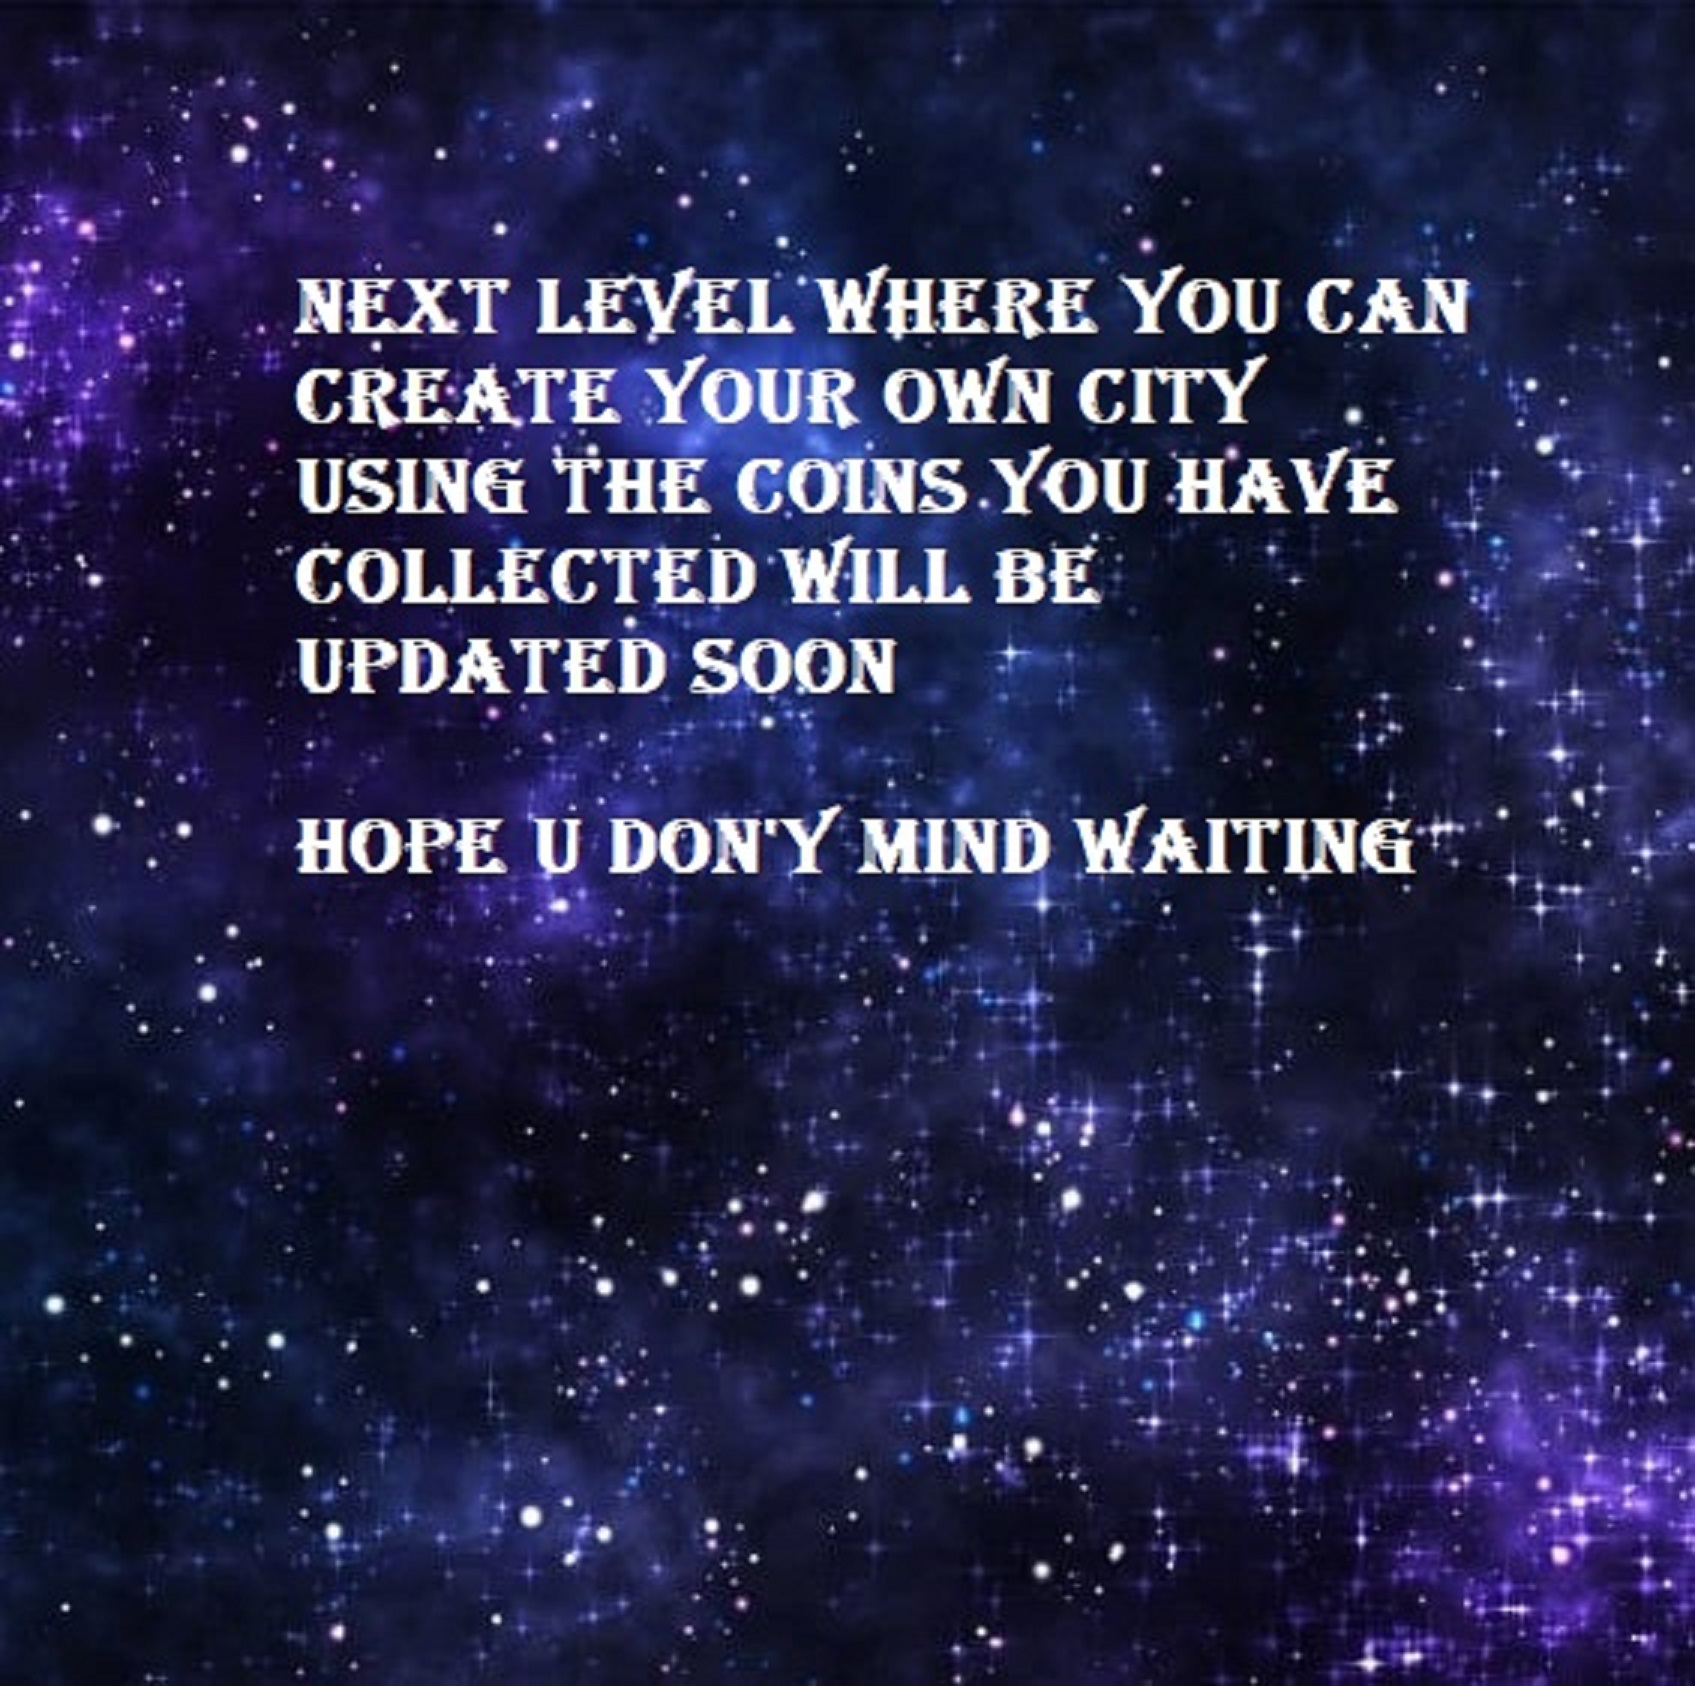 NEXT LEVEL WHERE YOU CAN
CREATE YOUR OWN CITY
USING THE COINS YOU HAVE
COLLECTED WILL BE
UPDATED SOON
HOPE U DON'Y MIND WAITING